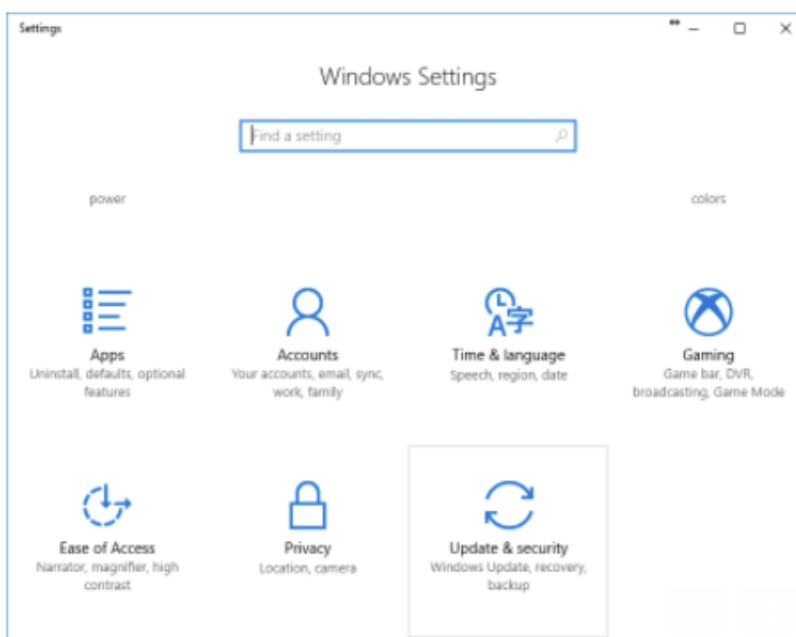 Settings
Windows Settings
Find a setting
power
colors
Apps
Uninstall, defaults, optional
features
Accounts
Your accounts, email, sync,
work, family
Time & language
Speech, region, date
Gaming
Game bar, DVR,
broadcasting, Game Mode
Ease of Access
Narrator, magnifier, high
contrast
Privacy
Location, camera
Update & security
Windows Update, recovery,
backup